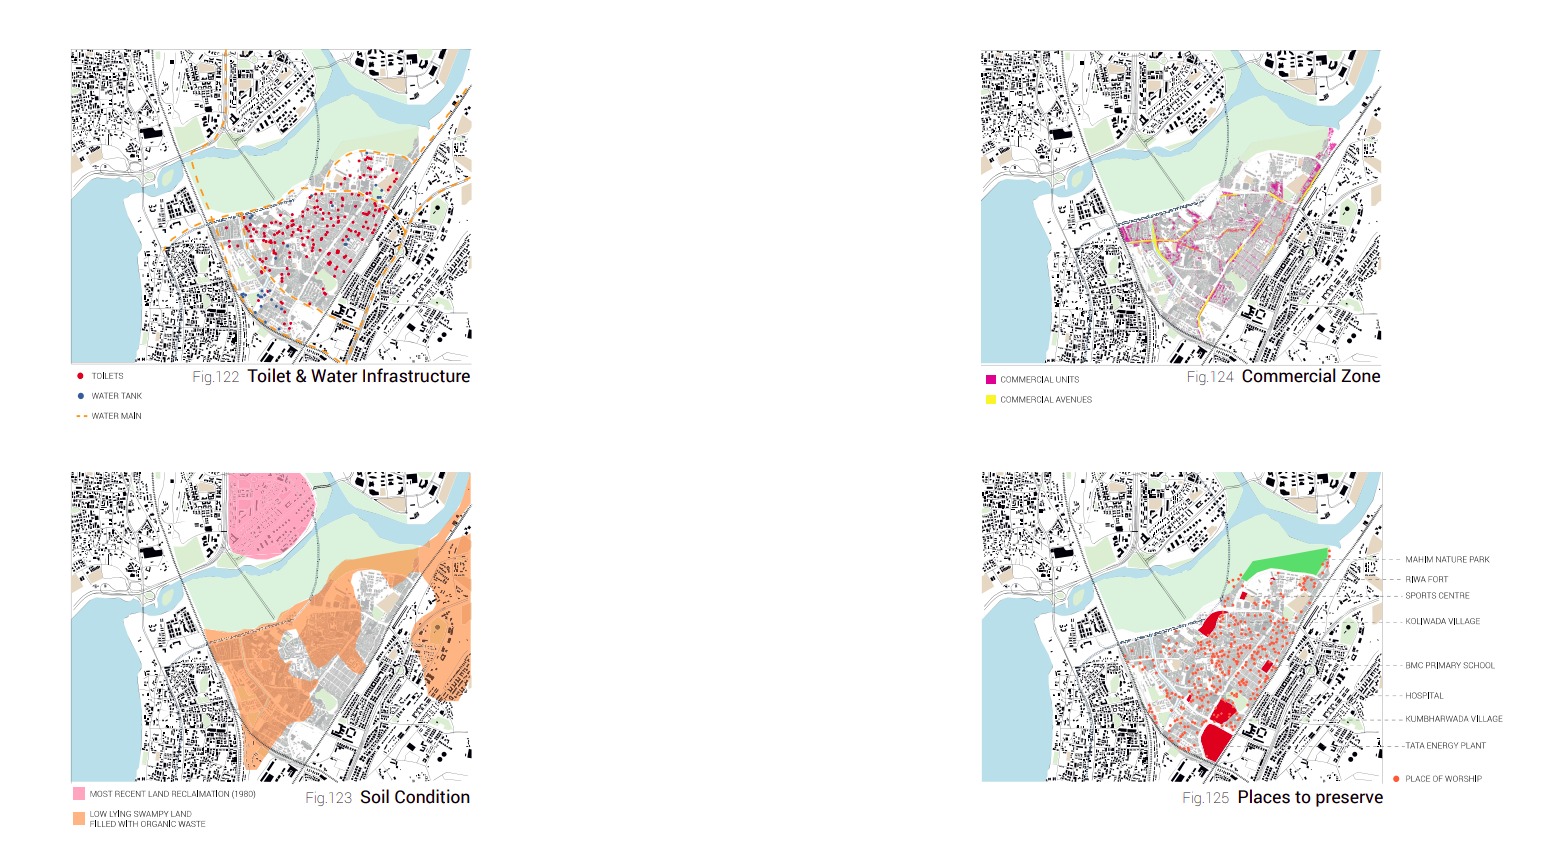 Fig.122 Toilet & Water Infrastructure
TOILETS
WATER TANK
WATER MAIN
Fig.124 Commercial Zone
COMMERCIAL UNITS
COMMERCIAL AVENUES
MOST RECENT LAND RECLAIMATION (1980)
LOW LYING SWAMPY LAND
FILLED WITH ORGANIC WASTE
Fig.123 Soil Condition
MAHIM NATURE PARK
RIWA FORT
SPORTS CENTRE
KOLIWADA VILLAGE
BMC PRIMARY SCHOOL
HOSPITAL
KUMBHARWADA VILLAGE
TATA ENERGY PLANT
PLACE OF WORSHIP
Fig.125 Places to preserve